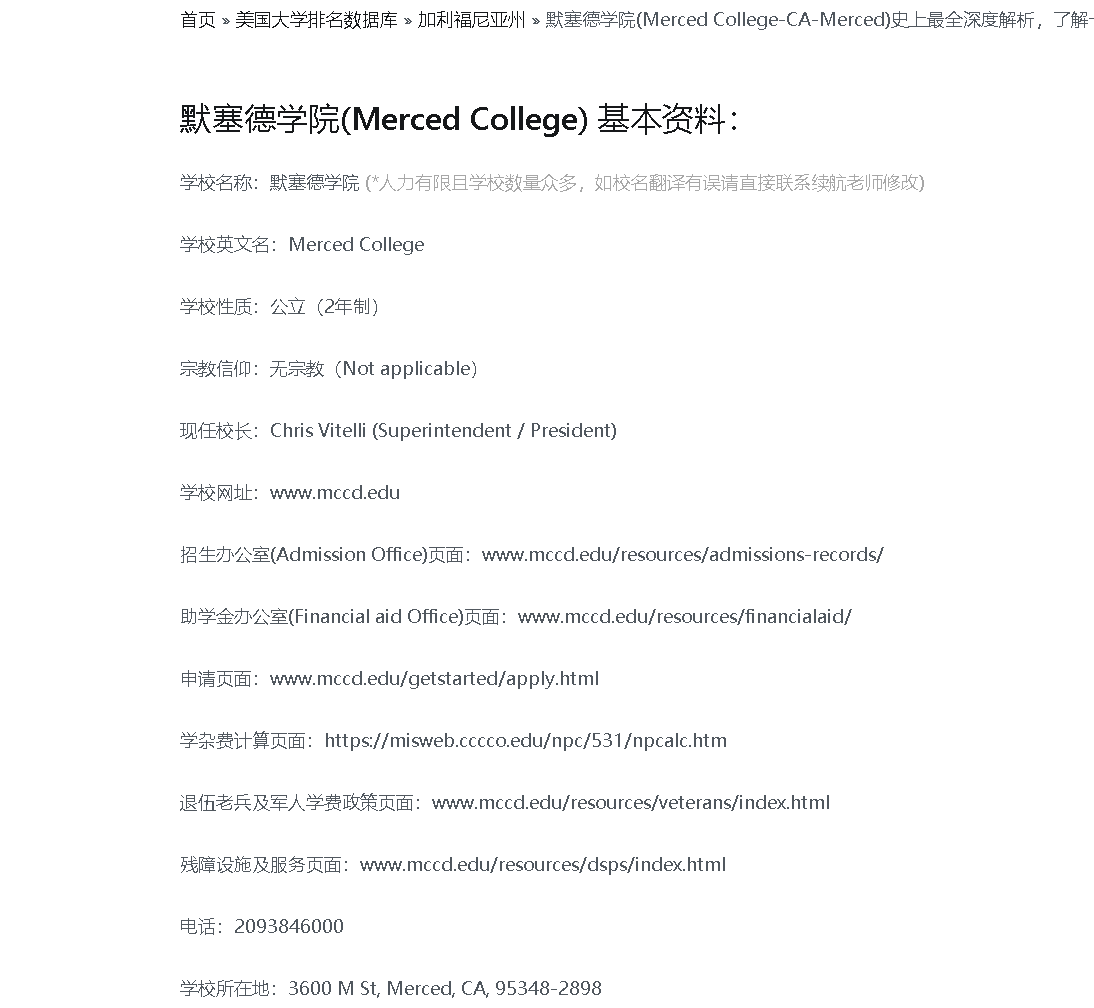 首页 » 美国大学排名数据库 » 加利福尼亚州 » 默塞德学院(Merced College-CA-Merced)史上最全深度解析，了解
默塞德学院(Merced College) 基本资料：
学校名称：默塞德学院 (*人力有限且学校数量众多，如校名翻译有误请直接联系续航老师修改)
学校英文名：Merced College
学校性质：公立（2年制）
宗教信仰：无宗教（Not applicable）
现任校长：Chris Vitelli (Superintendent / President)
学校网址：www.mccd.edu
招生办公室(Admission Office)页面：www.mccd.edu/resources/admissions-records/
助学金办公室(Financial aid Office)页面：www.mccd.edu/resources/financialaid/
申请页面：www.mccd.edu/getstarted/apply.html
学杂费计算页面：https://misweb.cccco.edu/npc/531/npcalc.htm
退伍老兵及军人学费政策页面：www.mccd.edu/resources/veterans/index.html
残障设施及服务页面：www.mccd.edu/resources/dsps/index.html
电话：2093846000
学校所在地：3600 M St, Merced, CA, 95348-2898